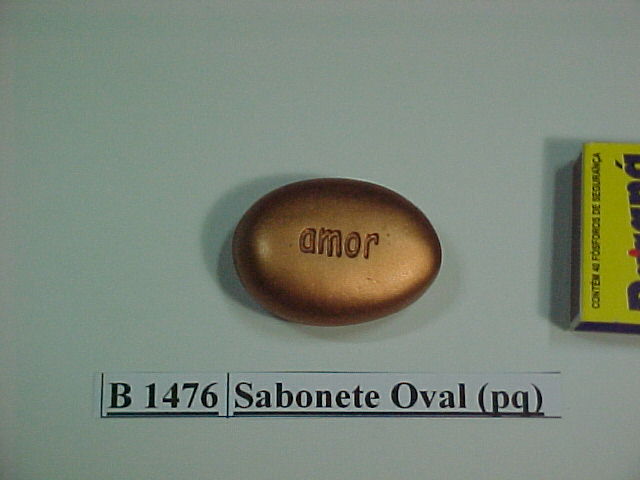 amor
CONTÉM 40 FÓSFOROS DE SEGURANÇA
B 1476 Sabonete Oval (pq)